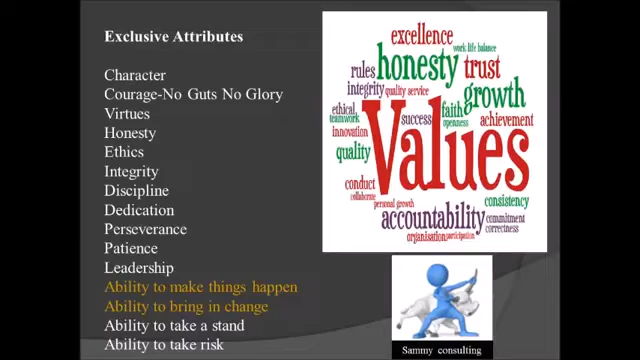 Exclusive Attributes
Character
Courage-No Guts No Glory
Virtues
Honesty
Ethics
Integrity
Discipline
Dedication
Perseverance
Patience
Leadership
Ability to make things happen
Ability to bring in change
Ability to take a stand
Ability to take risk
excellence
work life balance
rules
honesty
trust
integrity
quality service
growth
ethical
teamwork
success
faith
openness
achievement
innovation
Values
quality
conduct
collaborate
personal growth
consistency
accountability
commitment
correctness
organisation
participation
Sammy consulting